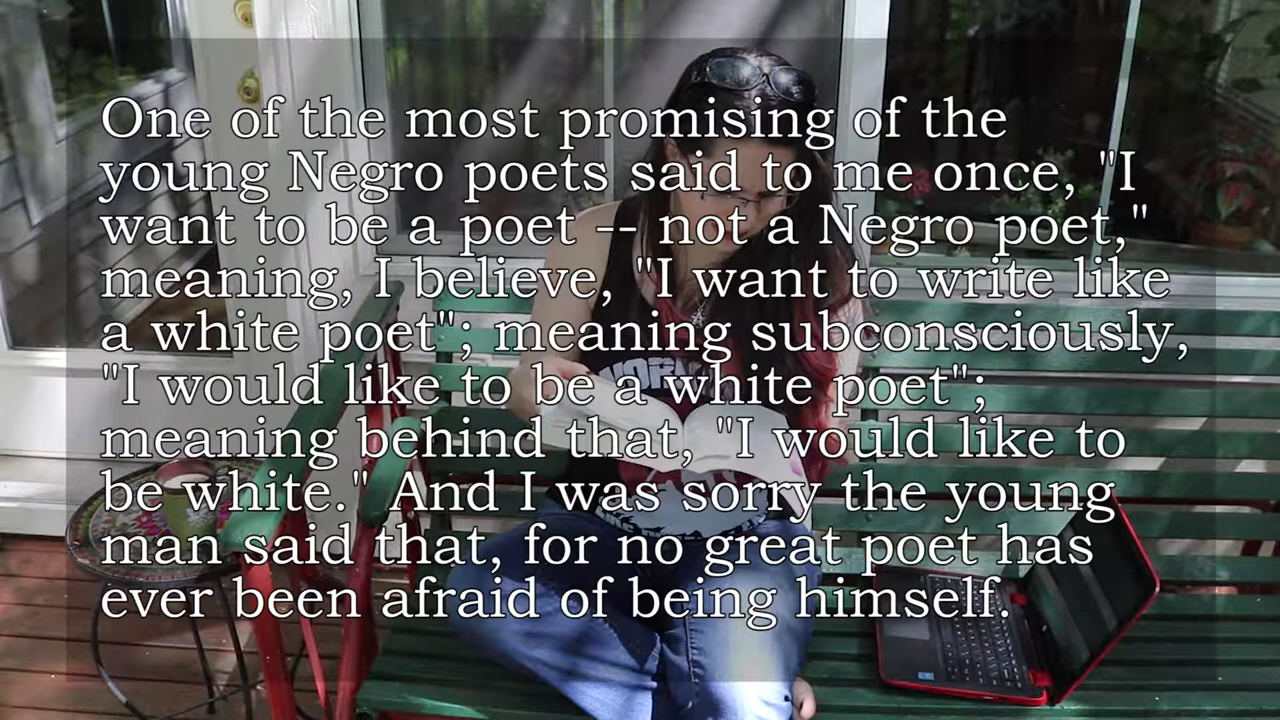 One of the most promising of the
young Negro poets said to me once, "I
want to be a poet -- not a Negro poet,"
meaning, I believe, "I want to write like
a white poet"; meaning subconsciously,
"I would like to be a white poet";
meaning behind that, "I would like to
be white." And I was sorry the young
man said that, for no great poet has
ever been afraid of being himself.